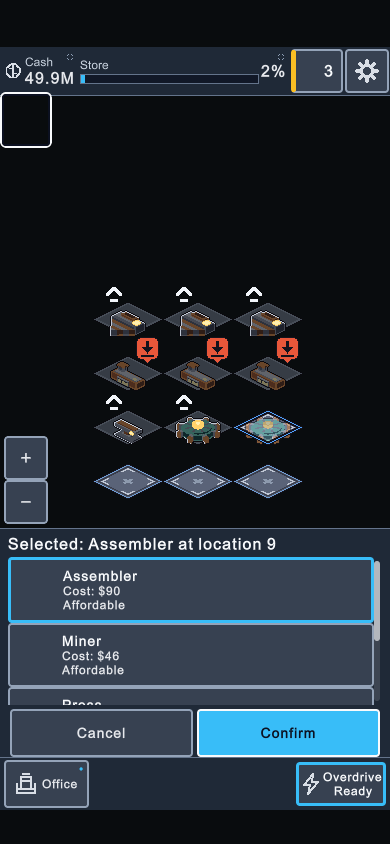 Cash
49.9M
Store
2%
3
+
−
Selected: Assembler at location 9
Assembler
Cost: $90
Affordable
Miner
Cost: $46
Affordable
Press
Cancel
Confirm
Office
Overdrive
Ready